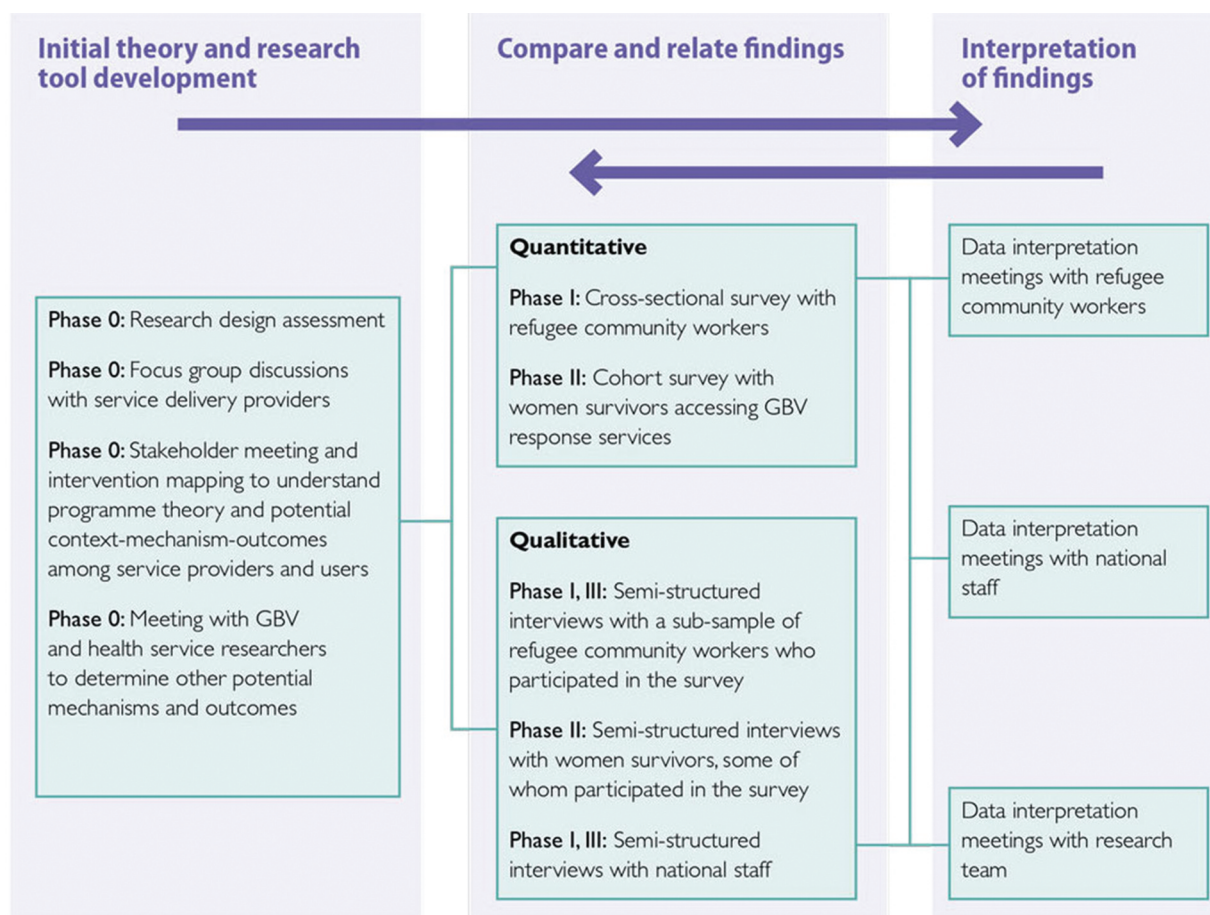 Initial theory and research
tool development
Phase 0: Research design assessment
Phase 0: Focus group discussions
with service delivery providers
Phase 0: Stakeholder meeting and
intervention mapping to understand
programme theory and potential
context-mechanism-outcomes
among service providers and users
Phase 0: Meeting with GBV
and health service researchers
to determine other potential
mechanisms and outcomes
Compare and relate findings
Quantitative
Phase I: Cross-sectional survey with
refugee community workers
Phase II: Cohort survey with
women survivors accessing GBV
response services
Qualitative
Phase I, III: Semi-structured
interviews with a sub-sample of
refugee community workers who
participated in the survey
Phase II: Semi-structured interviews
with women survivors, some of
whom participated in the survey
Phase I, III: Semi-structured
interviews with national staff
Interpretation
of findings
Data interpretation
meetings with refugee
community workers
Data interpretation
meetings with national
staff
Data interpretation
meetings with research
team